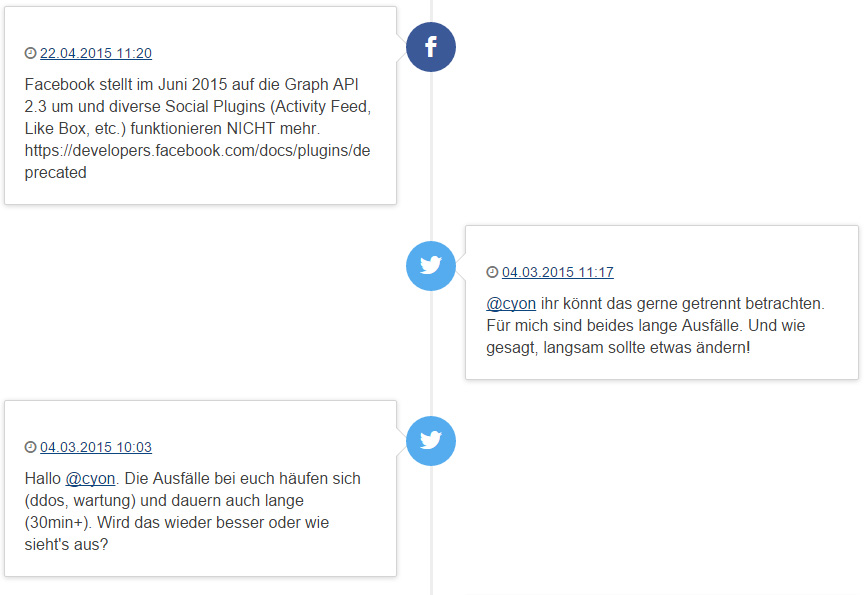 22.04.2015 11:20
Facebook stellt im Juni 2015 auf die Graph API
2.3 um und diverse Social Plugins (Activity Feed,
Like Box, etc.) funktionieren NICHT mehr.
https://developers.facebook.com/docs/plugins/de
precated
04.03.2015 11:17
@cyon ihr könnt das gerne getrennt betrachten.
Für mich sind beides lange Ausfälle. Und wie
gesagt, langsam sollte etwas ändern!
04.03.2015 10:03
Hallo @cyon. Die Ausfälle bei euch häufen sich
(ddos, wartung) und dauern auch lange
(30min+). Wird das wieder besser oder wie
sieht's aus?